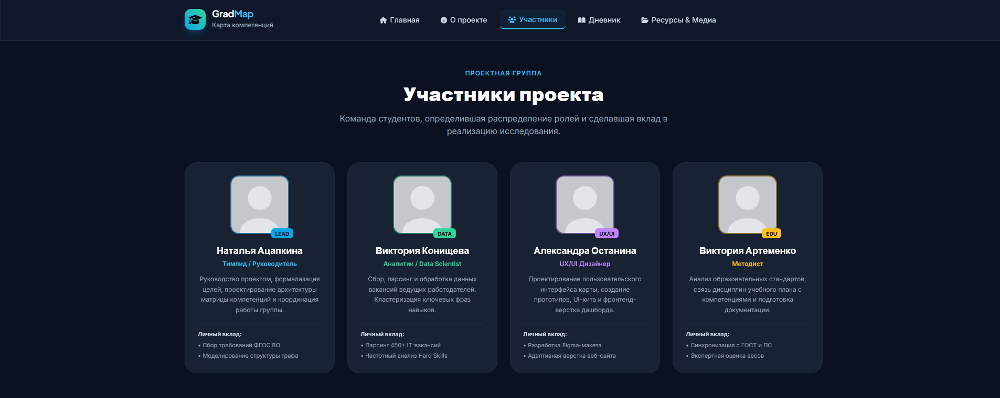 GradMap
Карта компетенций
Главная
О проекте
Участники
Дневник
Ресурсы & Медиа
ПРОЕКТНАЯ ГРУППА
Участники проекта
Команда студентов, определившая распределение ролей и сделавшая вклад в
реализацию исследования.
LEAD
Наталья Ацапкина
Тимлид / Руководитель
Руководство проектом, формализация
целей, проектирование архитектуры
матрицы компетенций и координация
работы группы.
Личный вклад:
• Сбор требований ФГОС ВО
• Моделирование структуры графа
DATA
Виктория Конищева
Аналитик / Data Scientist
Сбор, парсинг и обработка данных
вакансий ведущих работодателей.
Кластеризация ключевых фраз
навыков.
Личный вклад:
• Парсинг 450+ IT-вакансий
• Частотный анализ Hard Skills
UX/UI
Александра Останина
UX/UI Дизайнер
Проектирование пользовательского
интерфейса карты, создание
прототипов, UI-кита и фронтенд-
верстка дашборда.
Личный вклад:
• Разработка Figma-макета
• Адаптивная верстка веб-сайта
EDU
Виктория Артеменко
Методист
Анализ образовательных стандартов,
связь дисциплин учебного плана с
компетенциями и подготовка
документации.
Личный вклад:
• Синхронизация с ГОСТ и ПС
• Экспертная оценка весов